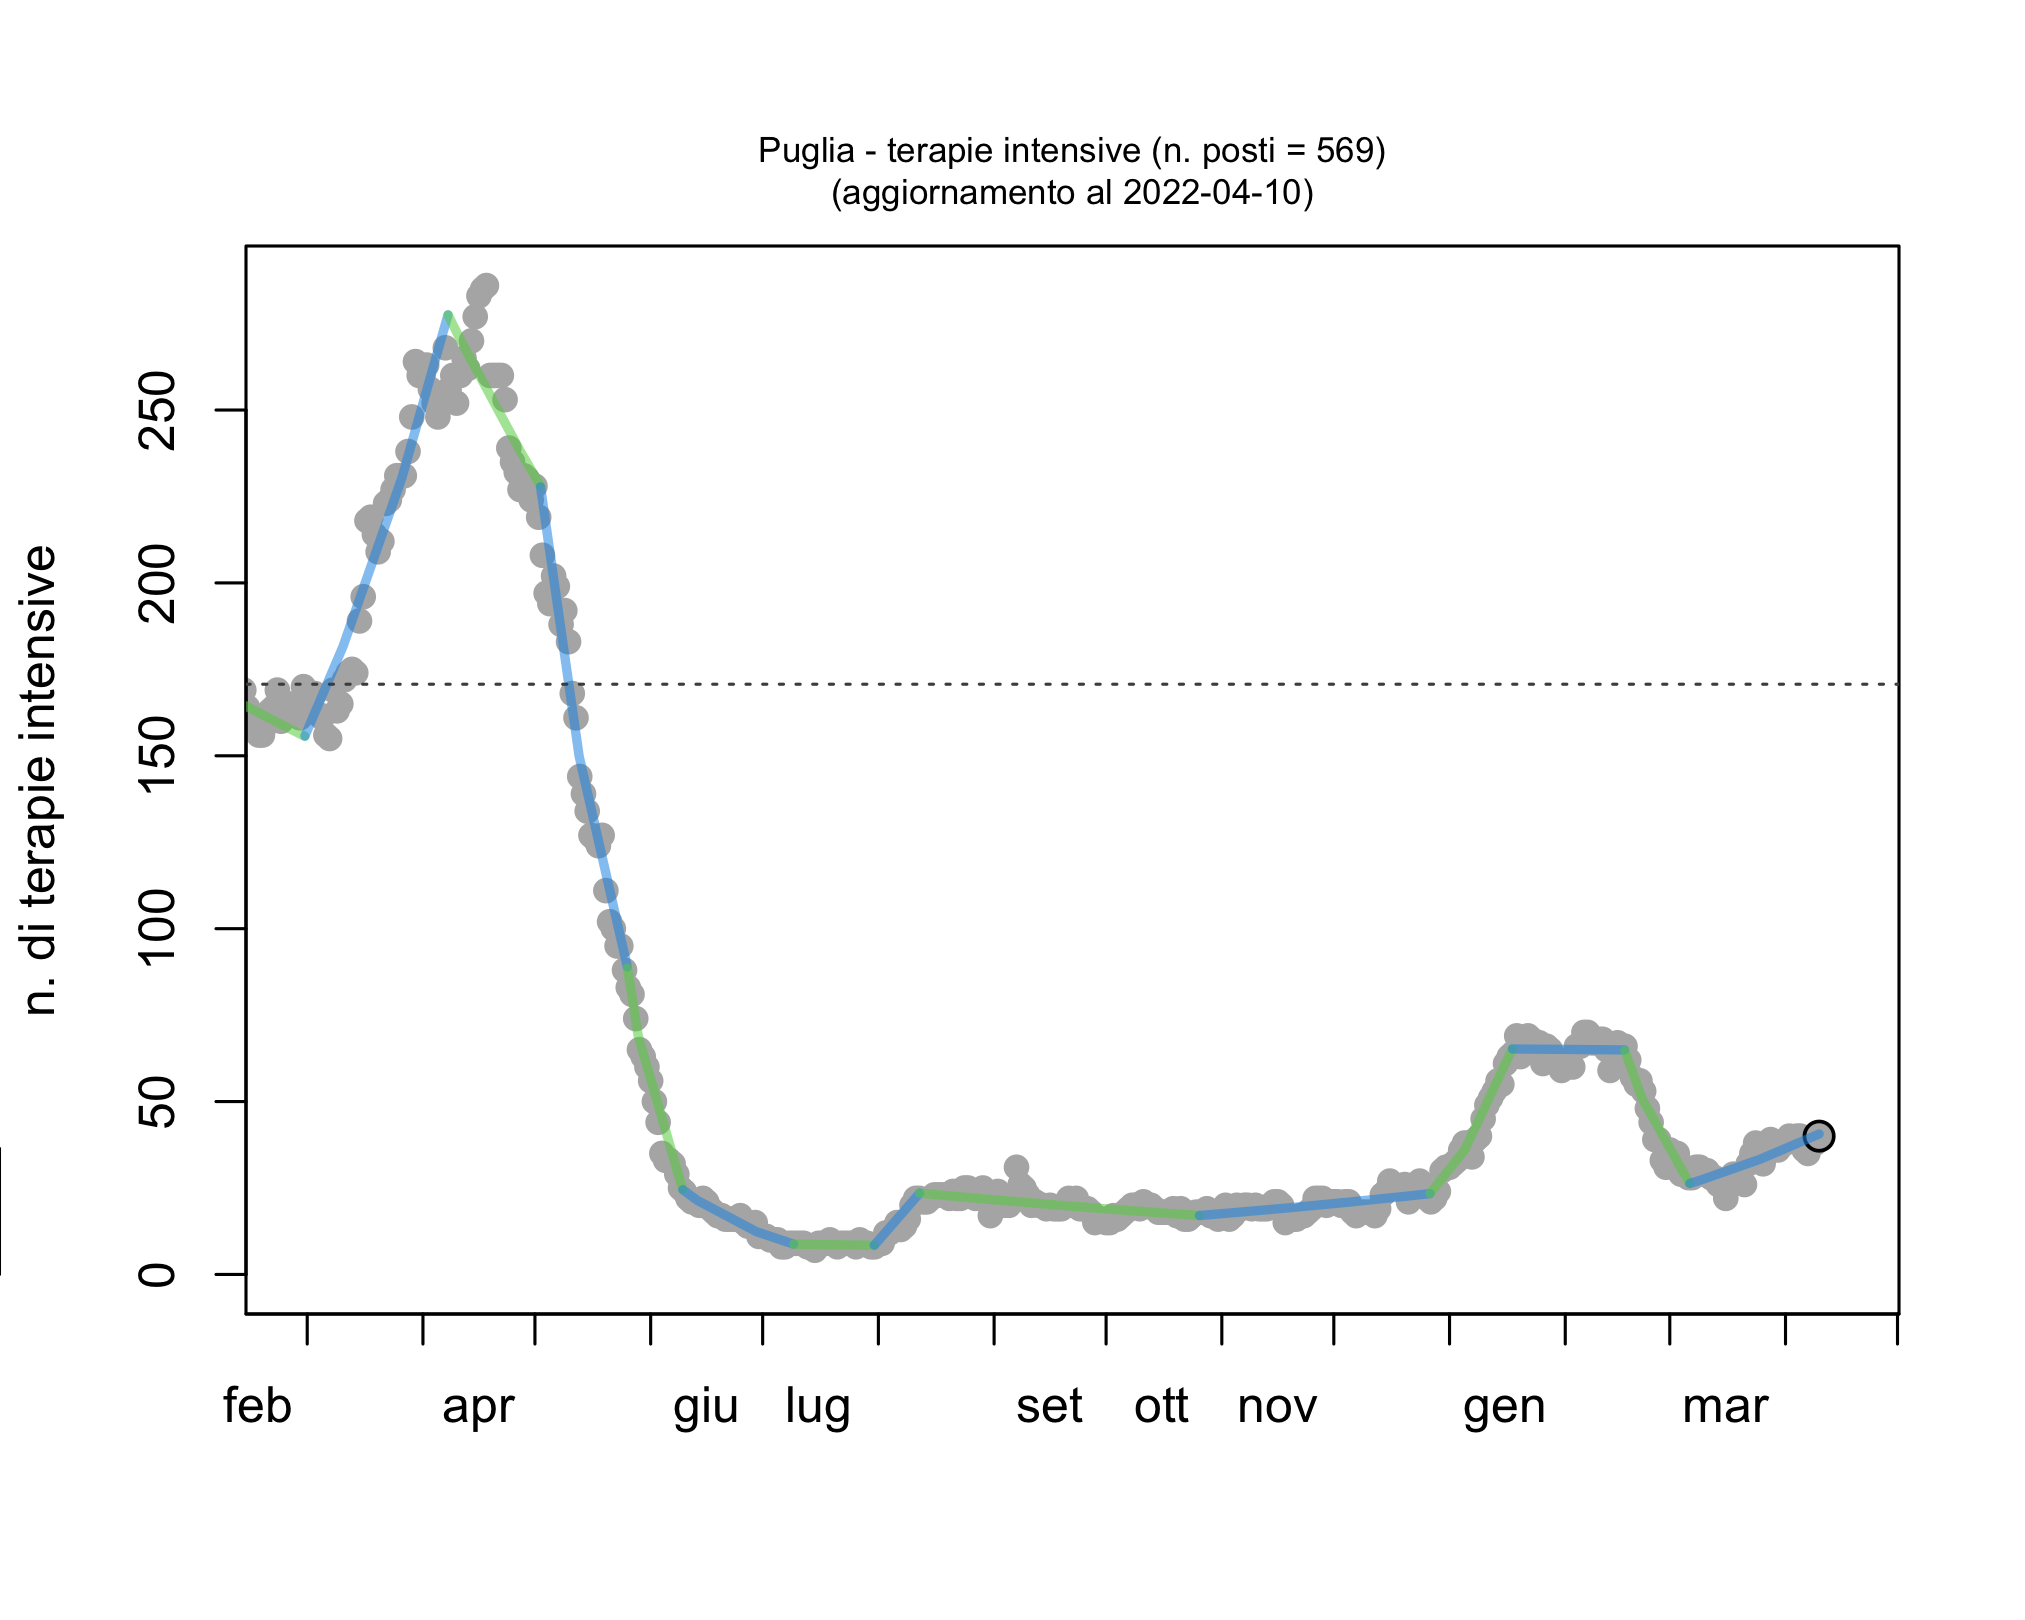 Puglia - terapie intensive (n. posti = 569)
(aggiornamento al 2022-04-10)
n. di terapie intensive
250
200
150
100
50
0
feb apr giu lug set ott nov gen mar